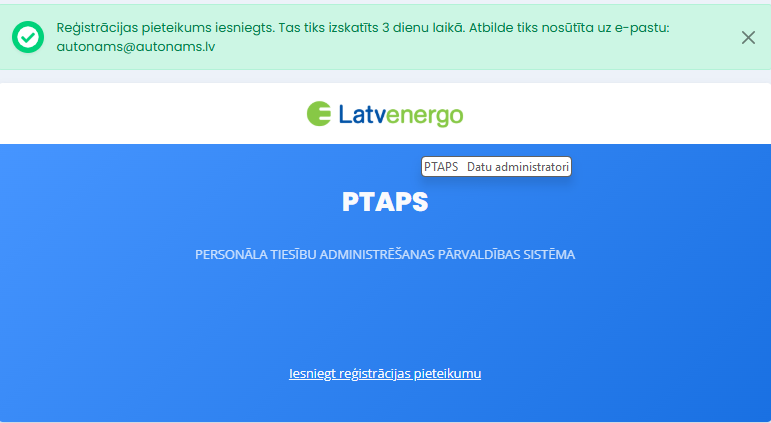 Reģistrācijas pieteikums iesniegts. Tas tiks izskatīts 3 dienu laikā. Atbilde tiks nosūtīta uz e-pastu:
autonams@autonams.lv
Latvenergo
PTAPS Datu administratori
PTAPS
PERSONĀLA TIESĪBU ADMINISTRĒŠANAS PĀRVALDĪBAS SISTĒMA
Iesniegt reģistrācijas pieteikumu